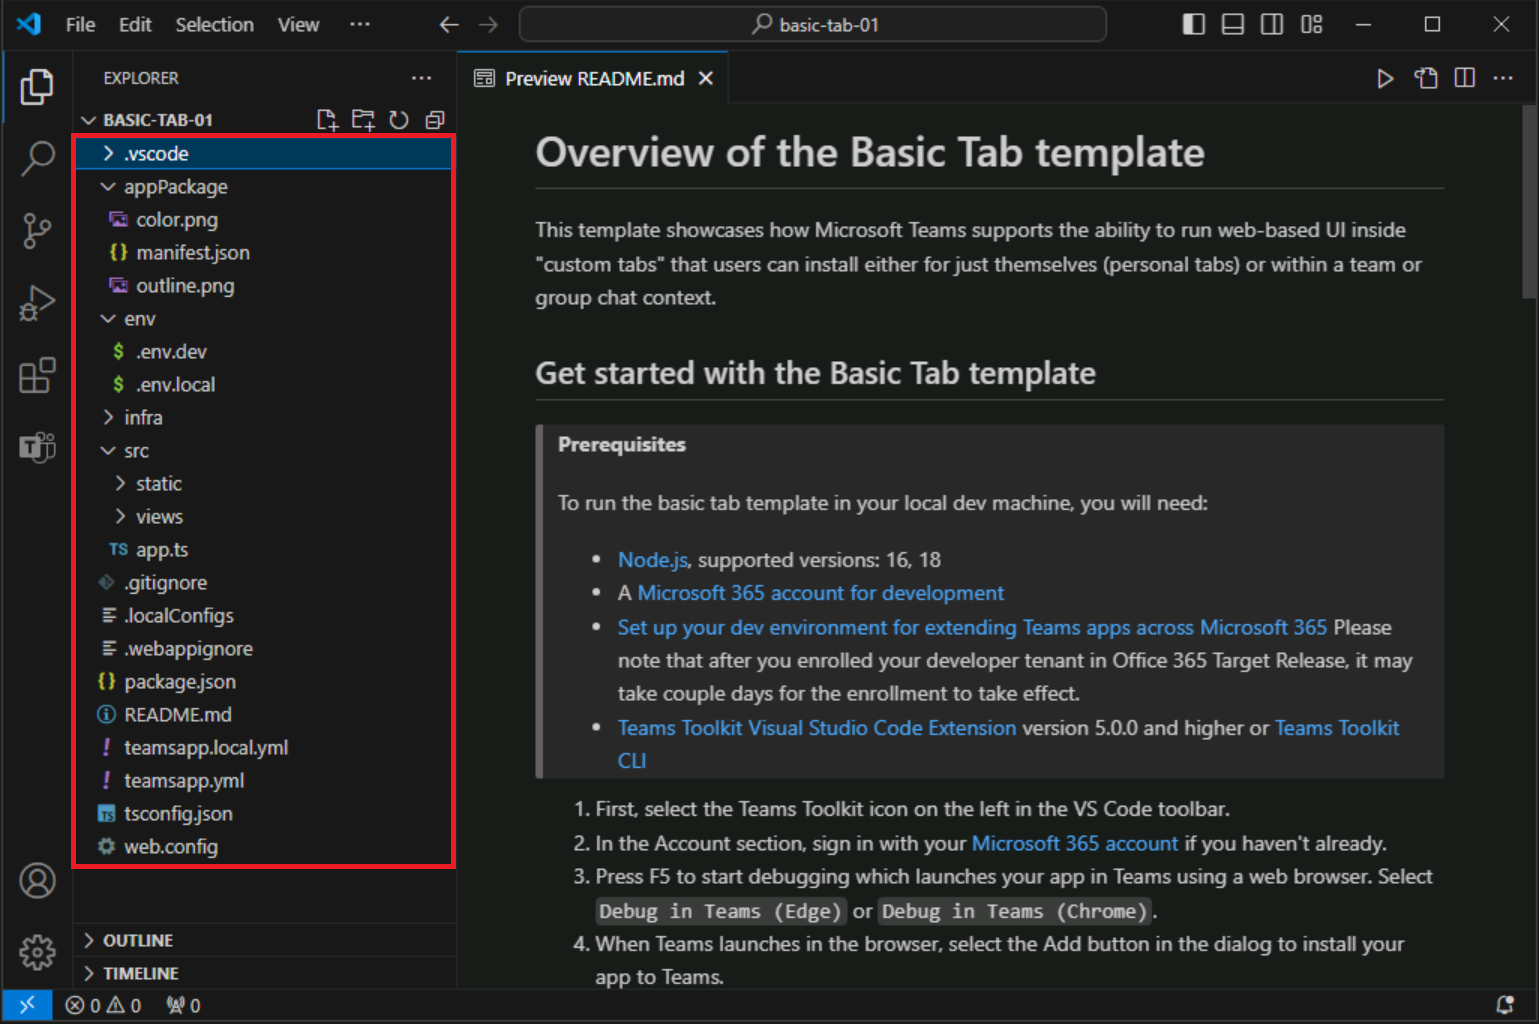 File Edit Selection View ···
basic-tab-01
EXPLORER
BASIC-TAB-01
.vscode
appPackage
color.png
{} manifest.json
outline.png
env
$ .env.dev
$ .env.local
infra
src
static
views
TS app.ts
.gitignore
.localConfigs
.webappignore
{} package.json
README.md
! teamsapp.local.yml
! teamsapp.yml
TS tsconfig.json
web.config
OUTLINE
TIMELINE
Preview README.md
Overview of the Basic Tab template
This template showcases how Microsoft Teams supports the ability to run web-based UI inside
"custom tabs" that users can install either for just themselves (personal tabs) or within a team or
group chat context.
Get started with the Basic Tab template
Prerequisites
To run the basic tab template in your local dev machine, you will need:
• Node.js, supported versions: 16, 18
• A Microsoft 365 account for development
• Set up your dev environment for extending Teams apps across Microsoft 365 Please
note that after you enrolled your developer tenant in Office 365 Target Release, it may
take couple days for the enrollment to take effect.
• Teams Toolkit Visual Studio Code Extension version 5.0.0 and higher or Teams Toolkit
CLI
1. First, select the Teams Toolkit icon on the left in the VS Code toolbar.
2. In the Account section, sign in with your Microsoft 365 account if you haven't already.
3. Press F5 to start debugging which launches your app in Teams using a web browser. Select
Debug in Teams (Edge) or Debug in Teams (Chrome).
4. When Teams launches in the browser, select the Add button in the dialog to install your
app to Teams.
0 0 0